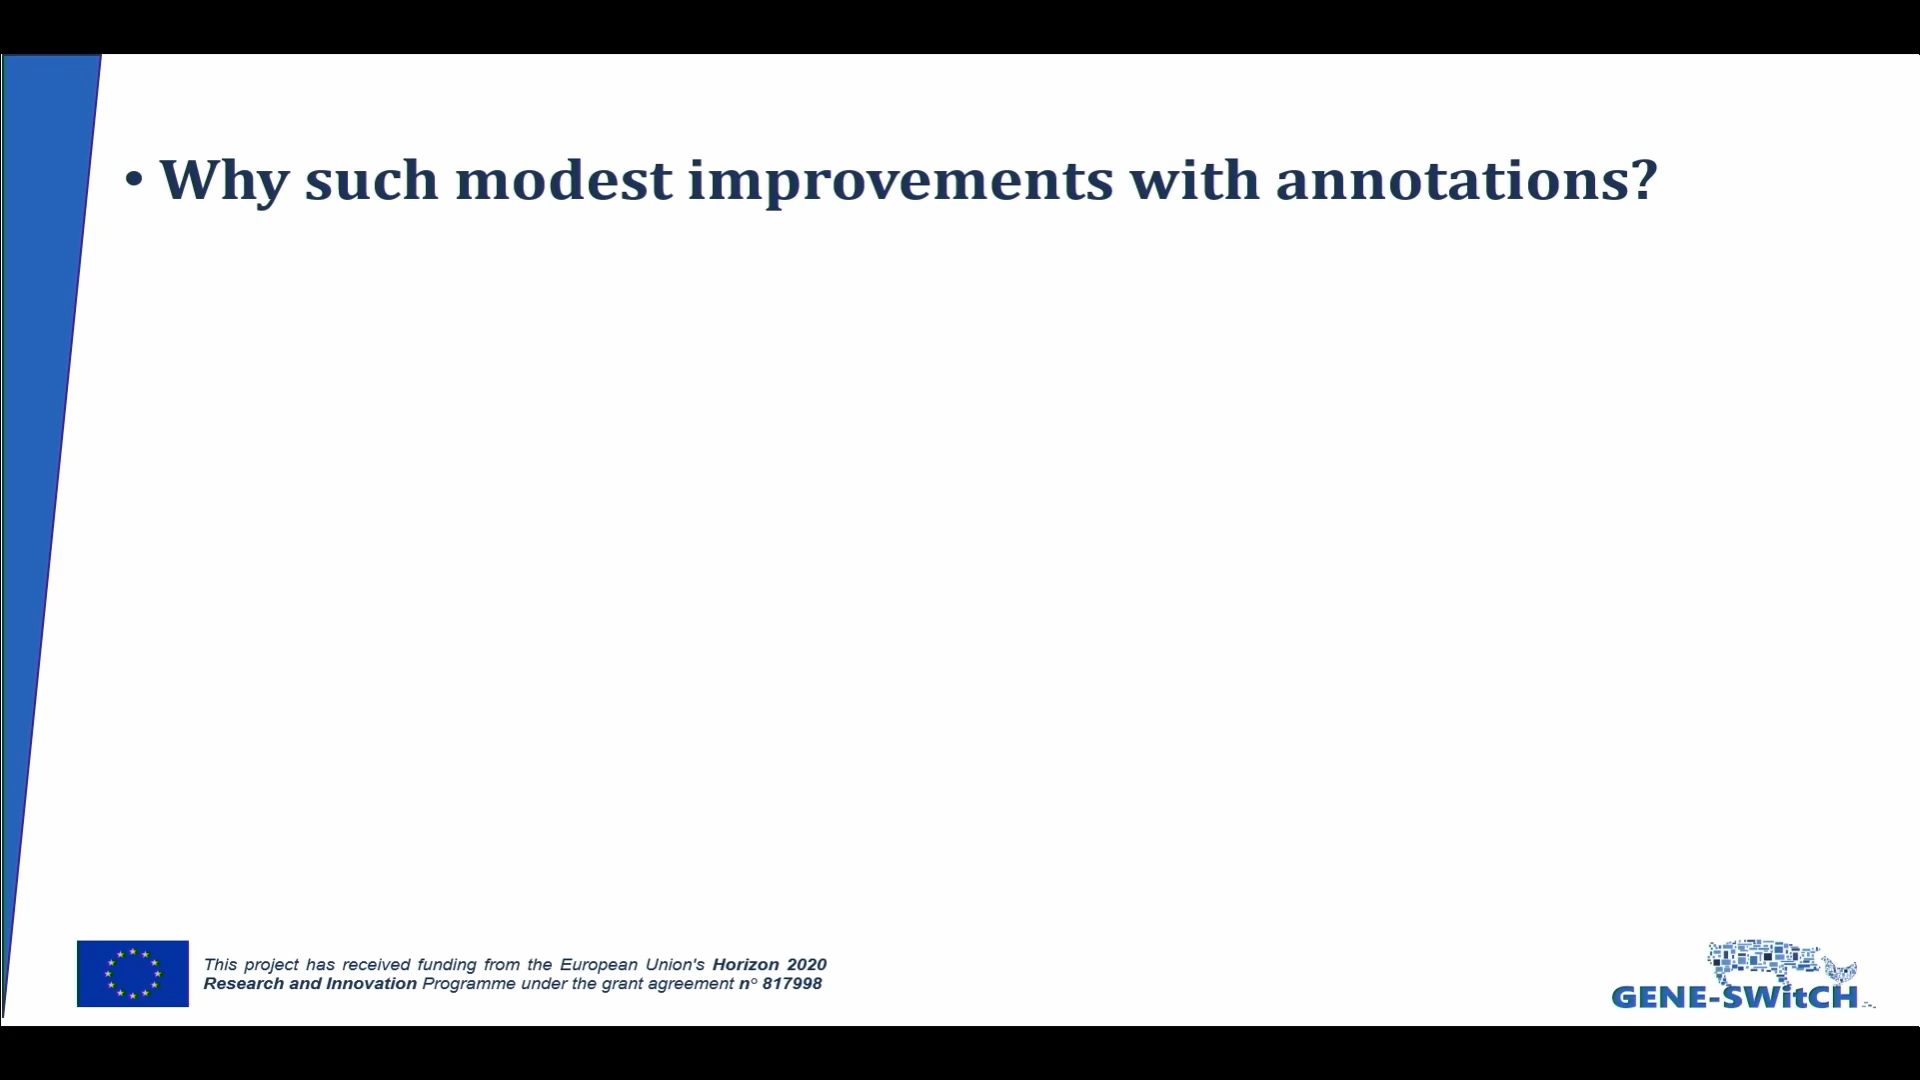 • Why such modest improvements with annotations?
This project has received funding from the European Union's Horizon 2020
Research and Innovation Programme under the grant agreement n° 817998
GENE-SWitCH